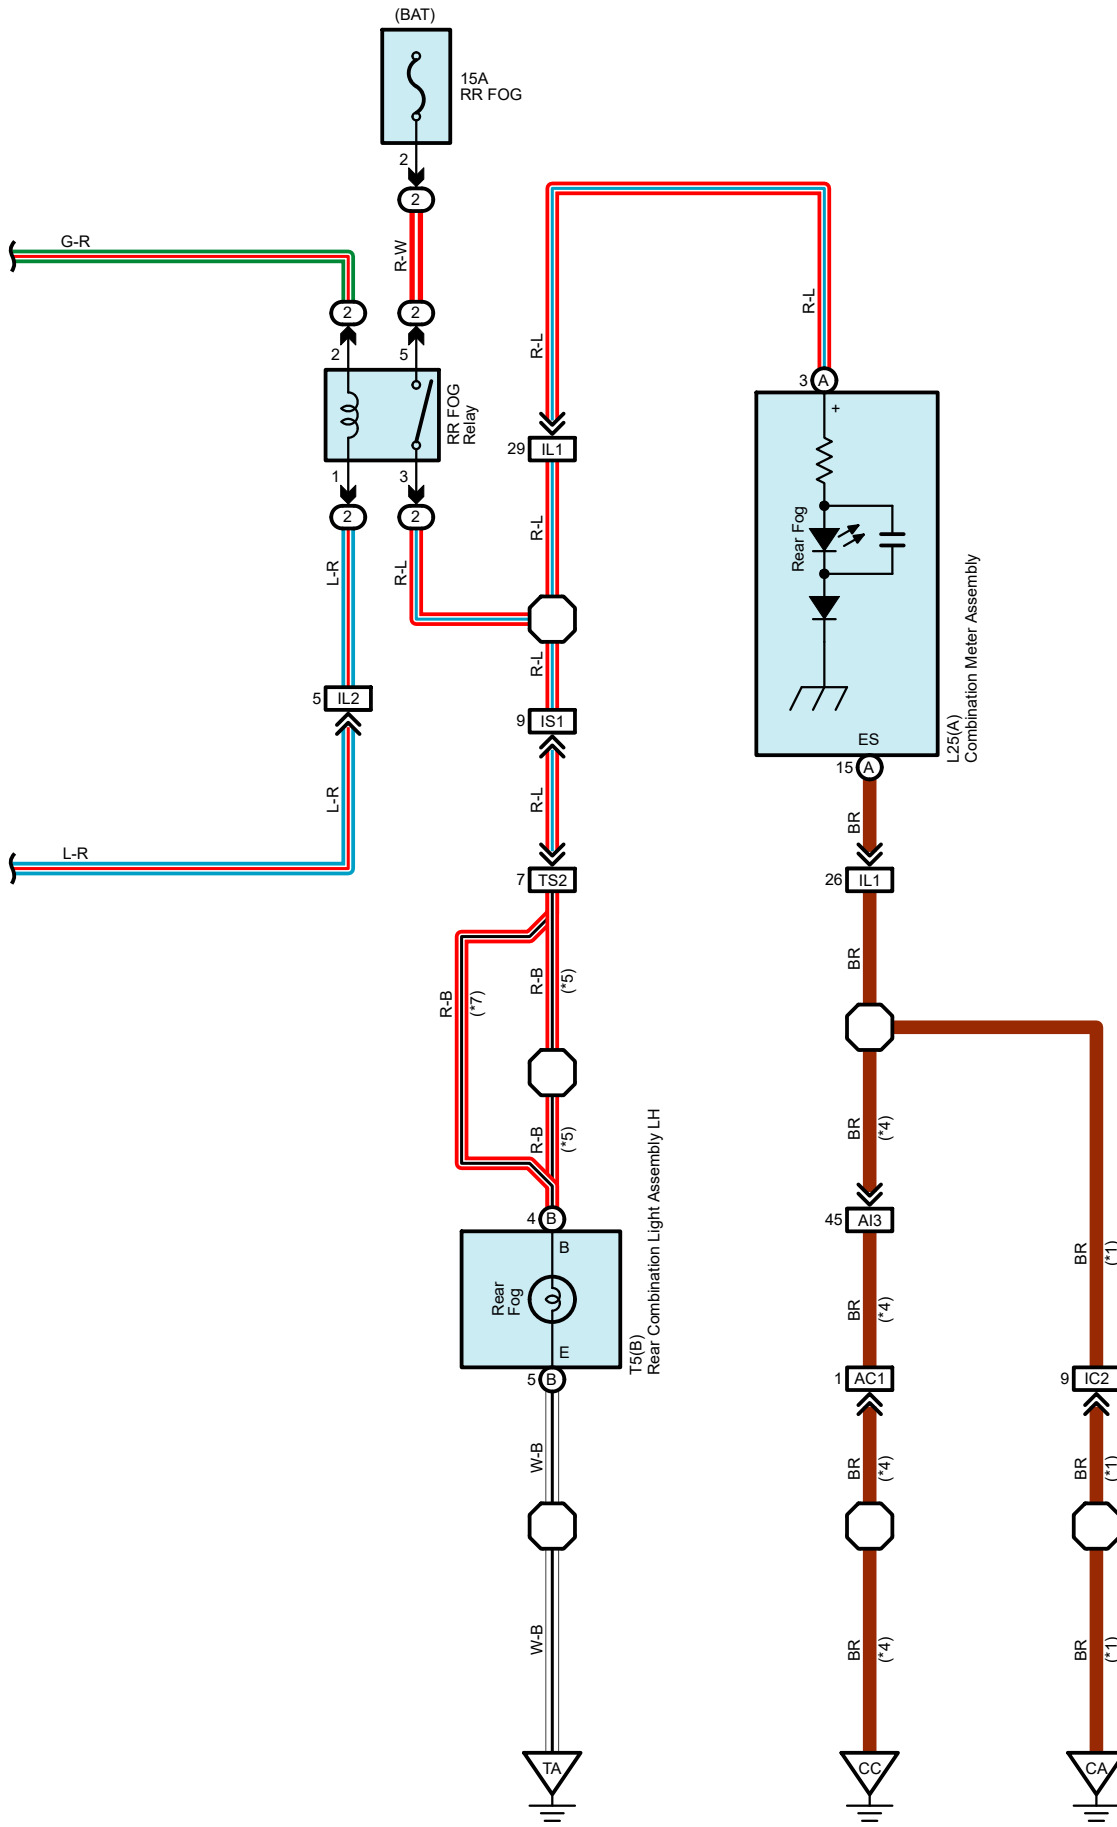 (BAT)
15A
RR FOG
2
2
G-R
R-W
2
2
2
5
RR FOG
Relay
1
3
2
2
L-R
R-L
5
IL2
L-R
L-R
R-L
29
IL1
R-L
R-L
9
IS1
R-L
7
TS2
R-B
(*7)
R-B
(*5)
R-B
(*5)
4
B
B
Rear
Fog
E
T5(B)
Rear Combination Light Assembly LH
5
B
W-B
W-B
TA
R-L
3
A
+
Rear Fog
ES
L25(A)
Combination Meter Assembly
15
A
BR
26
IL1
BR
BR
(*4)
45
AI3
BR
(*4)
1
AC1
BR
(*4)
BR
(*4)
CC
BR
(*1)
9
IC2
BR
(*1)
BR
(*1)
CA